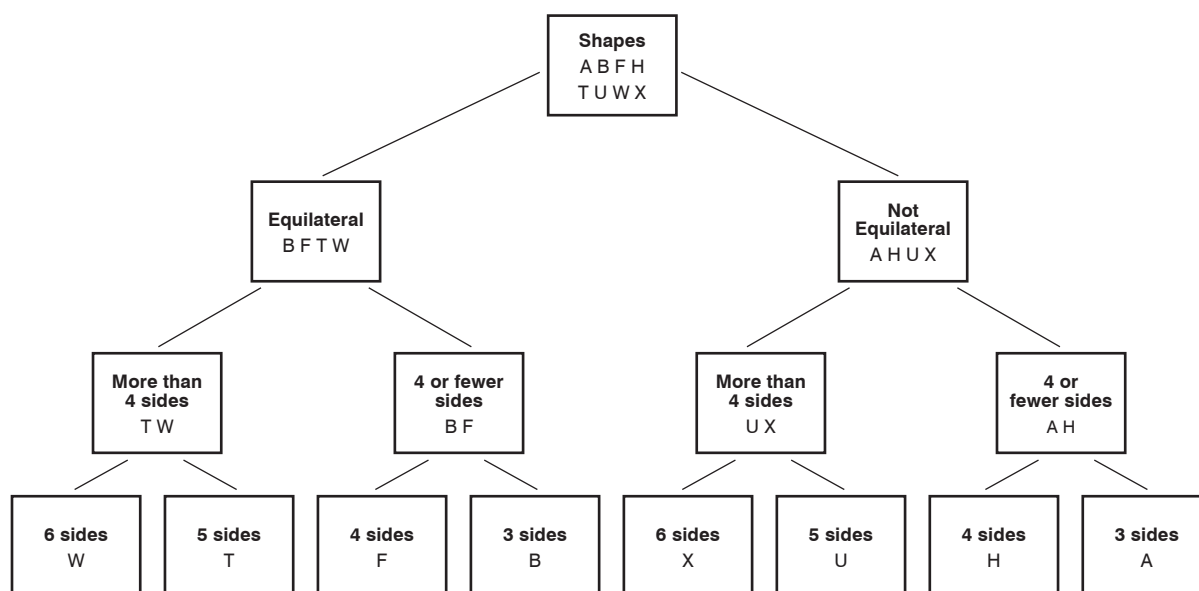 Shapes
A B F H
T U W X
Equilateral
B F T W
Not
Equilateral
A H U X
More than
4 sides
T W
4 or fewer
sides
B F
More than
4 sides
U X
4 or
fewer sides
A H
6 sides
W
5 sides
T
4 sides
F
3 sides
B
6 sides
X
5 sides
U
4 sides
H
3 sides
A